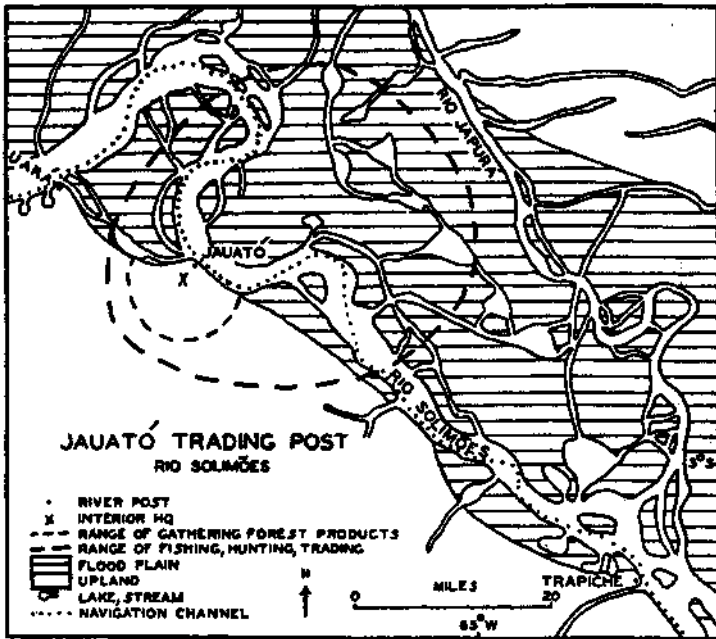 UARÁ
RIO JAPURÁ
JAUATÓ
RIO SOLIMÕES
JAUATÓ TRADING POST
RIO SOLIMÕES
3°S
RIVER POST
X INTERIOR HQ
RANGE OF GATHERING FOREST PRODUCTS
RANGE OF FISHING, HUNTING, TRADING
FLOOD PLAIN
UPLAND
LAKE, STREAM
NAVIGATION CHANNEL
N
0 MILES 20
TRAPICHE
65°W